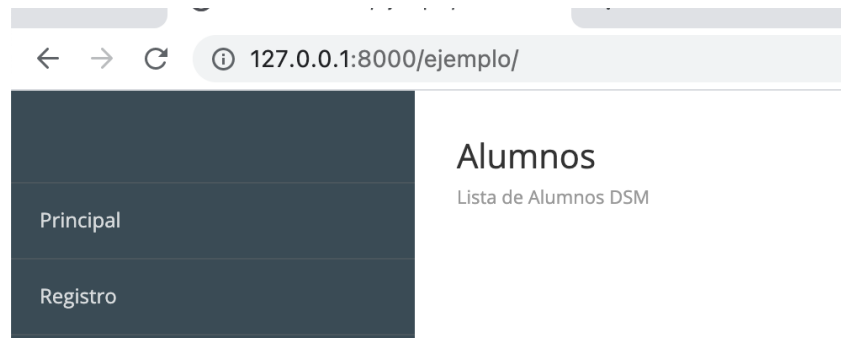 127.0.0.1:8000/ejemplo/
Alumnos
Lista de Alumnos DSM
Principal
Registro